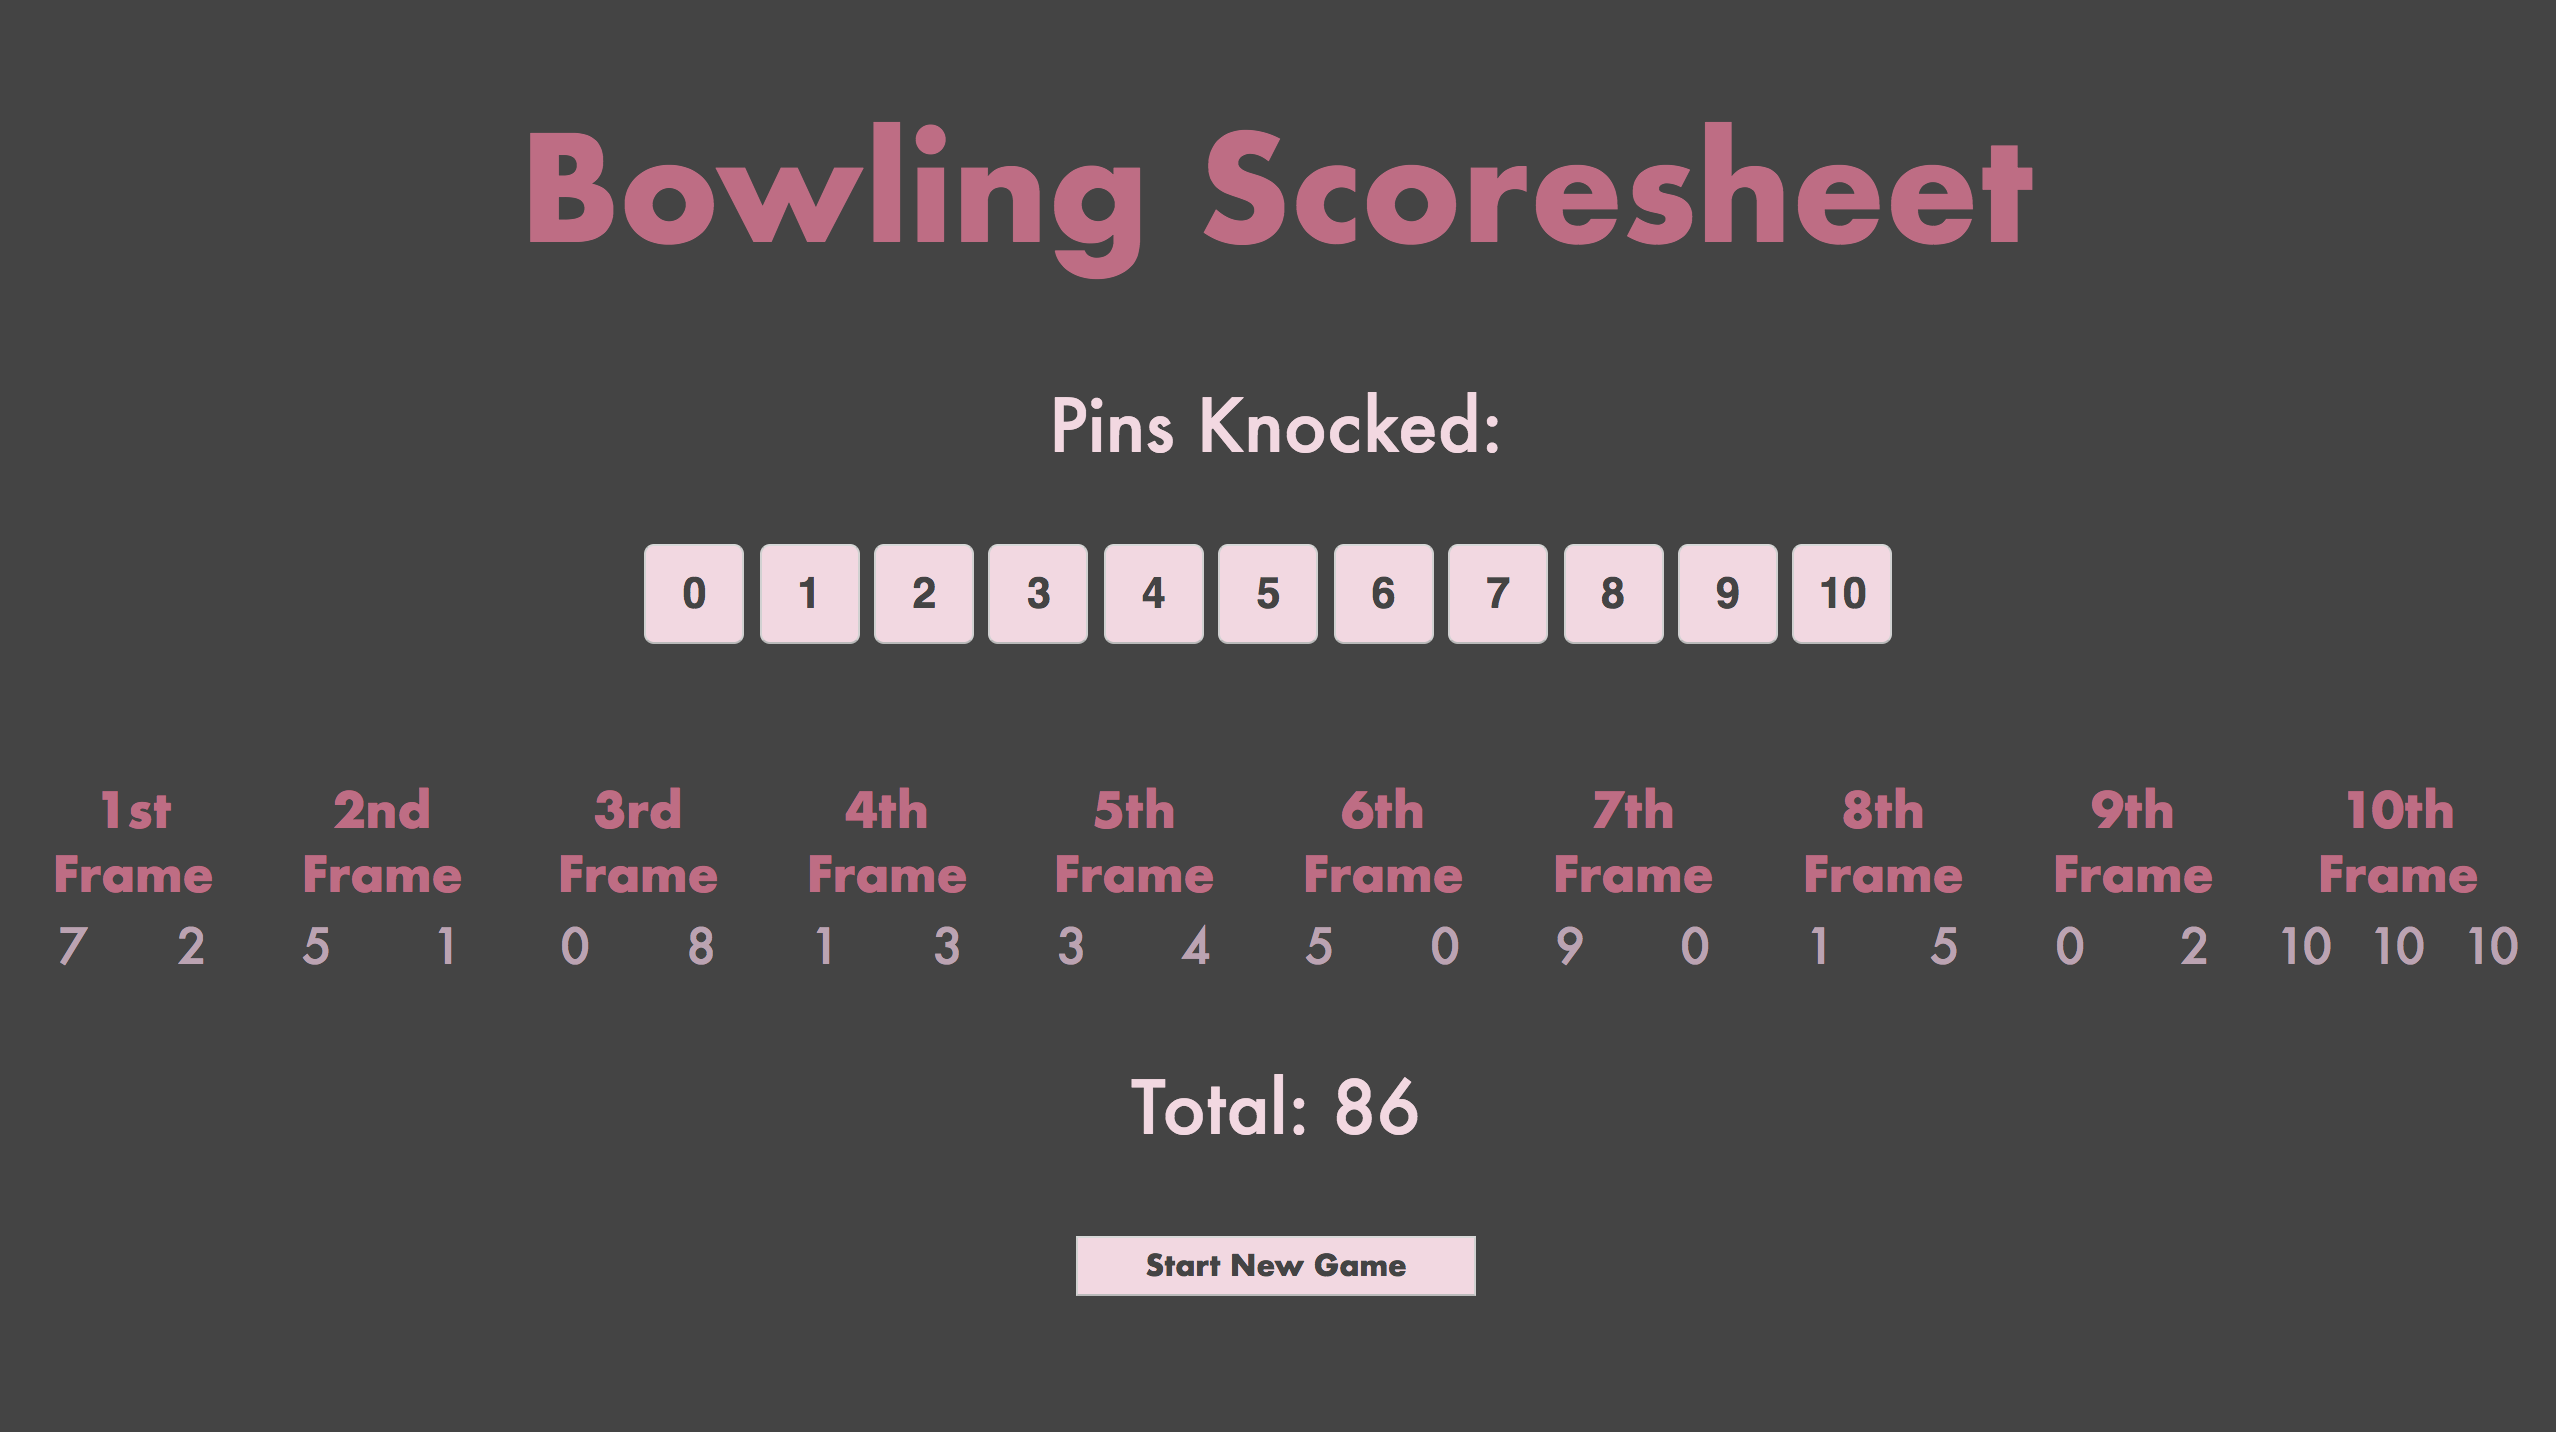 Bowling Scoresheet
Pins Knocked:
0 1 2 3 4 5 6 7 8 9 10
1st Frame 2nd Frame 3rd Frame 4th Frame 5th Frame 6th Frame 7th Frame 8th Frame 9th Frame 10th Frame
7 2 5 1 0 8 1 3 3 4 5 0 9 0 1 5 0 2 10 10 10
Total: 86
Start New Game